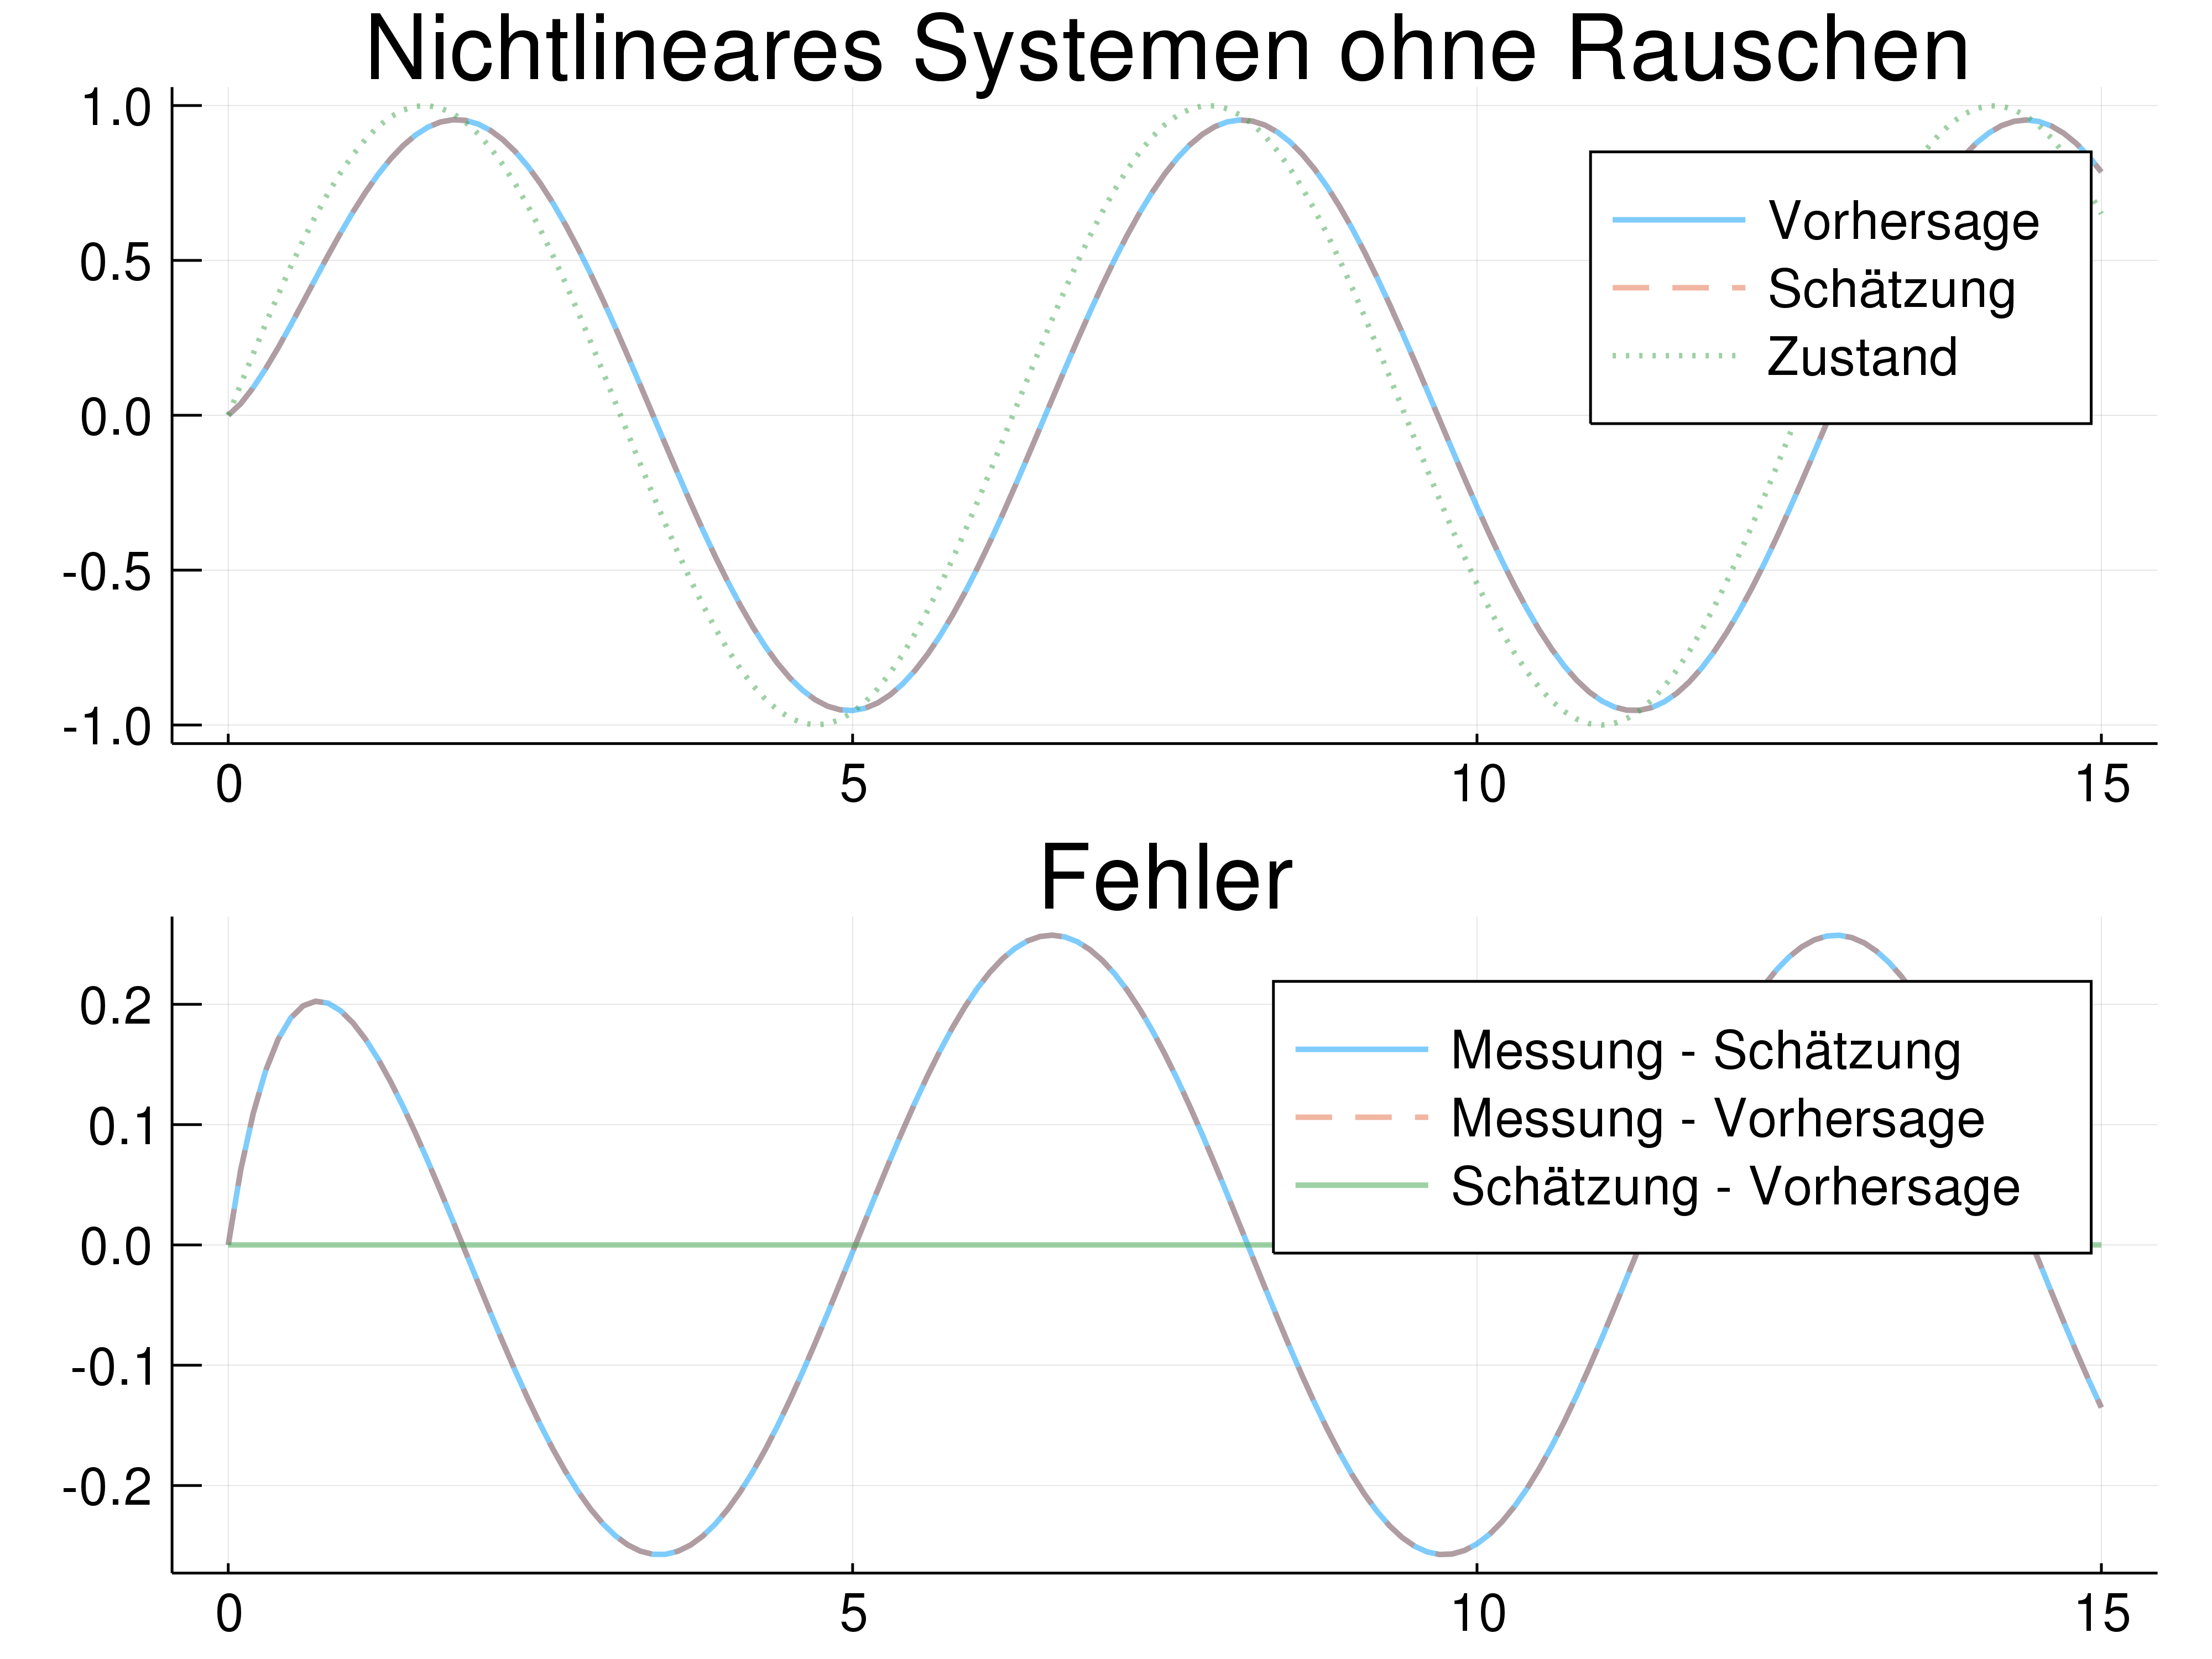 Nichtlineares Systemen ohne Rauschen
1.0
0.5
0.0
-0.5
-1.0
Vorhersage
Schätzung
Zustand
0 5 10 15
Fehler
0.2
0.1
0.0
-0.1
-0.2
Messung - Schätzung
Messung - Vorhersage
Schätzung - Vorhersage
0 5 10 15